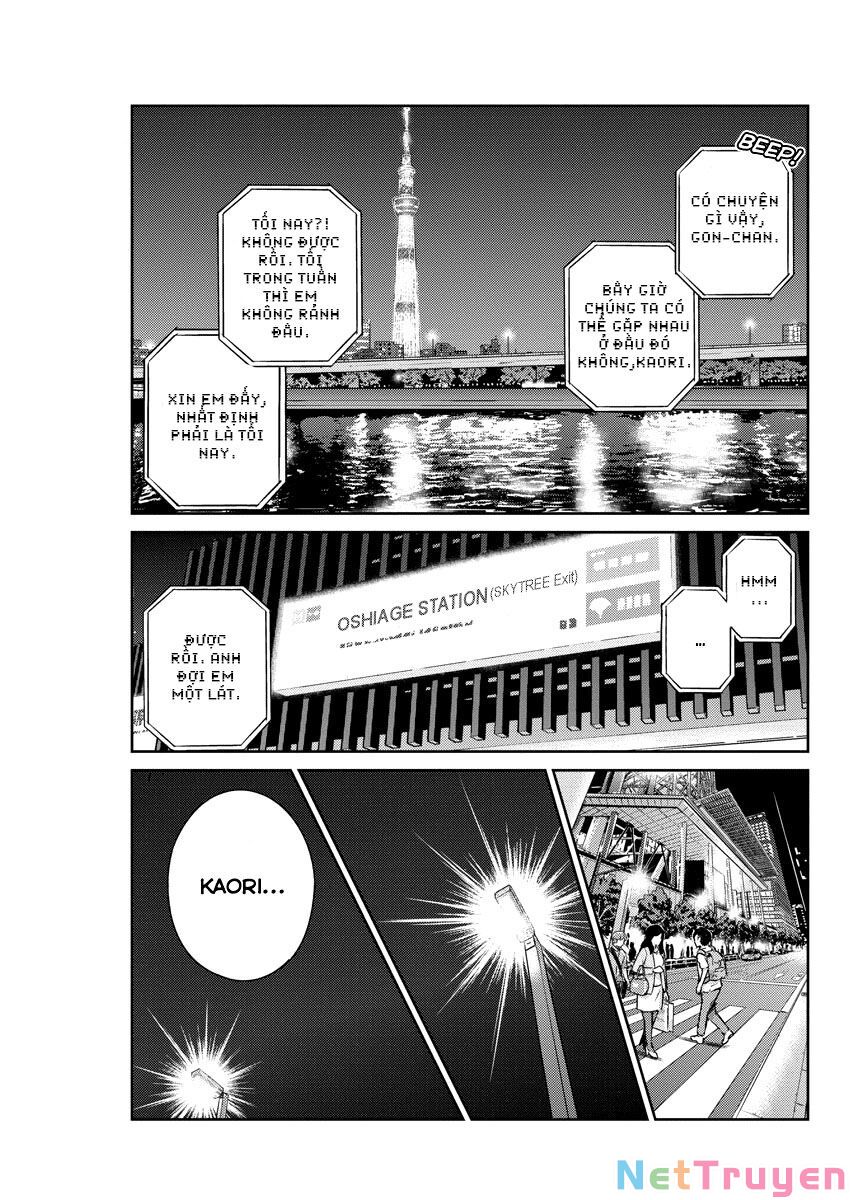 BEEP!
CÓ CHUYỆN
GÌ VẬY,
GON-CHAN.
BÂY GIỜ
CHÚNG TA CÓ
THỂ GẶP NHAU
Ở ĐÂU ĐÓ
KHÔNG,KAORI.
TỐI NAY?!
KHÔNG ĐƯỢC
RỒI. TỐI
TRONG TUẦN
THÌ EM
KHÔNG RẢNH
ĐÂU.
XIN EM ĐẤY,
NHẤT ĐỊNH
PHẢI LÀ TỐI
NAY.
HMM
...
...
OSHIAGE STATION (SKYTREE Exit)
B3
ĐƯỢC
RỒI. ANH
ĐỢI EM
MỘT LÁT.
KAORI...
NetTruyen